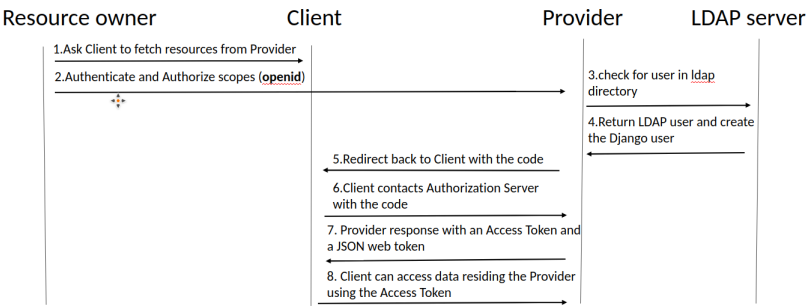 Resource owner
Client
Provider
LDAP server
1.Ask Client to fetch resources from Provider
2.Authenticate and Authorize scopes (openid)
3.check for user in ldap
directory
4.Return LDAP user and create
the Django user
5.Redirect back to Client with the code
6.Client contacts Authorization Server
with the code
7. Provider response with an Access Token and
a JSON web token
8. Client can access data residing the Provider
using the Access Token